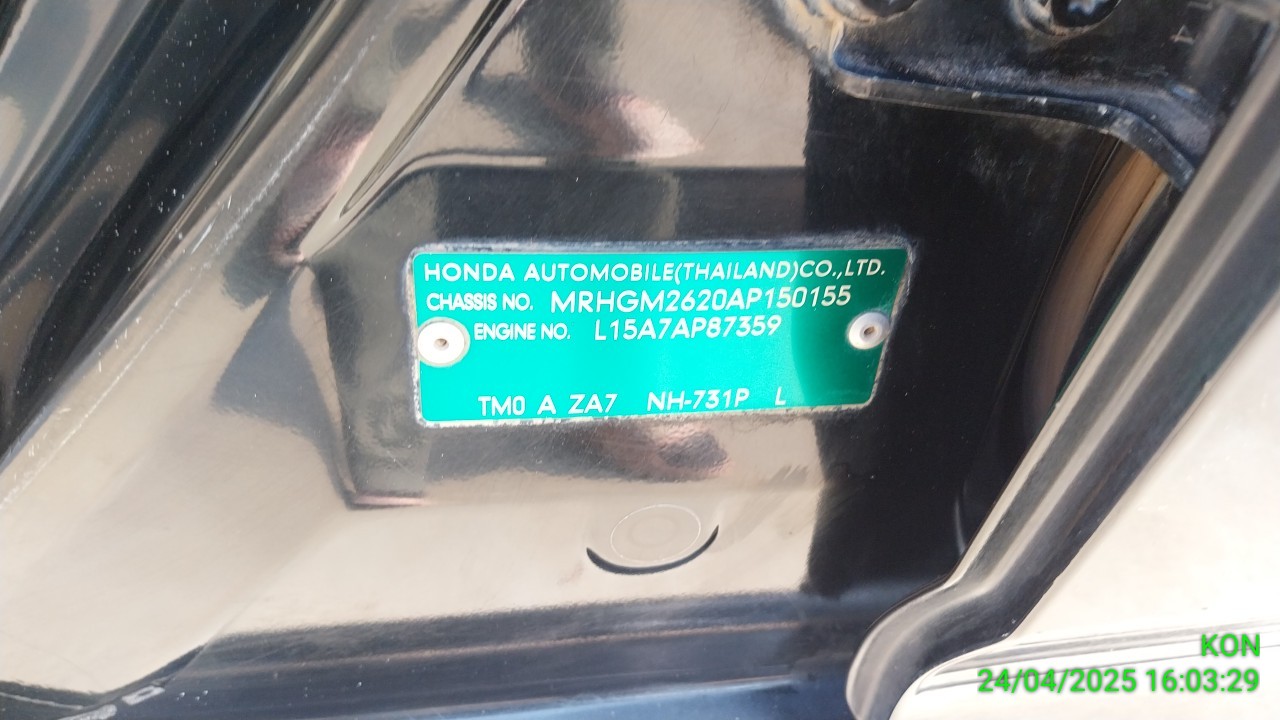 HONDA AUTOMOBILE(THAILAND)CO.,LTD.
CHASSIS NO. MRHGM2620AP150155
ENGINE NO. L15A7AP87359
TM0 A ZA7 NH-731P L
KON
24/04/2025 16:03:29